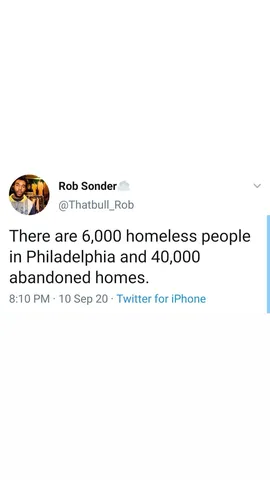 Rob Sonder
@Thatbull_Rob
There are 6,000 homeless people
in Philadelphia and 40,000
abandoned homes.
8:10 PM · 10 Sep 20 · Twitter for iPhone